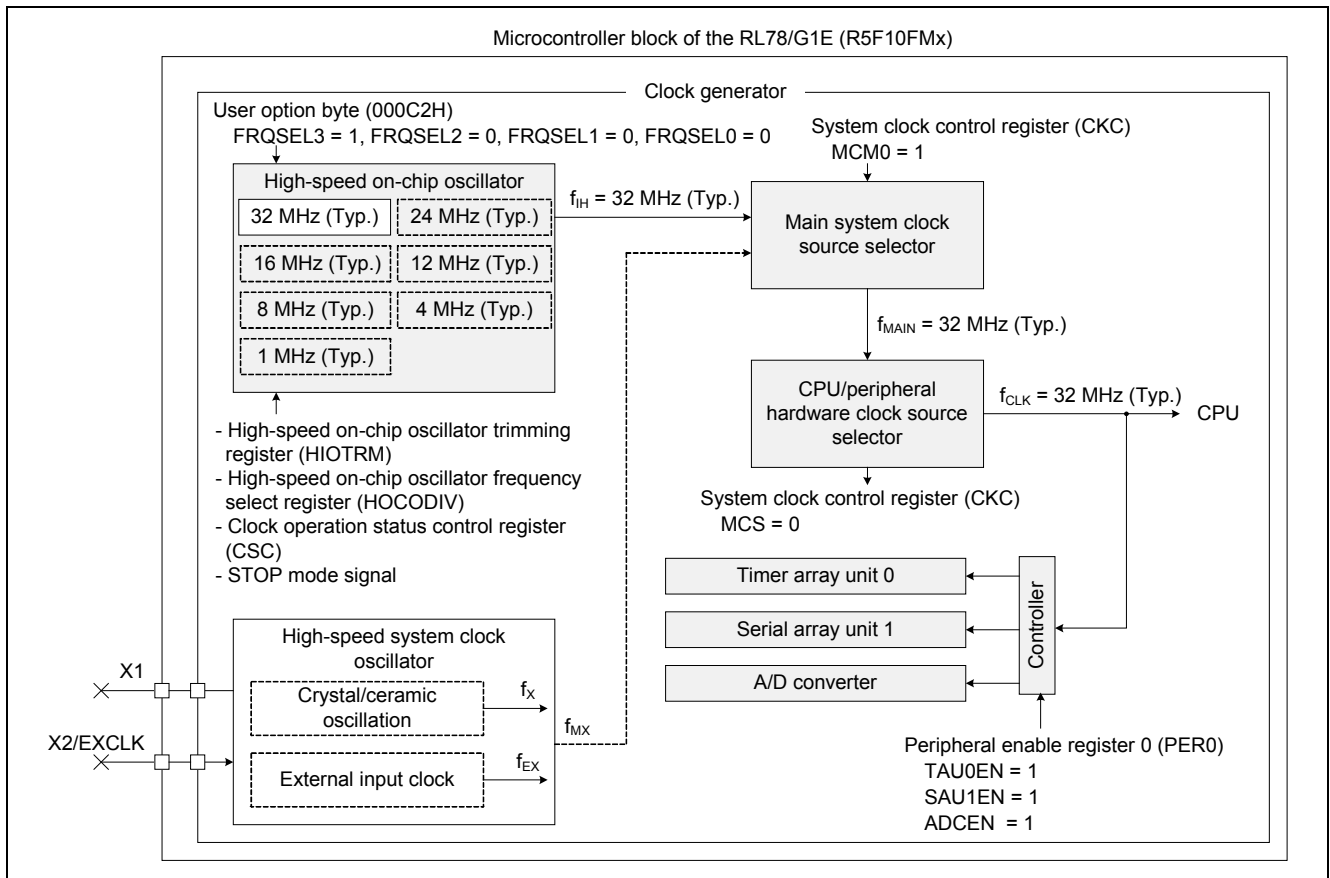 Microcontroller block of the RL78/G1E (R5F10FMx)
Clock generator
User option byte (000C2H)
FRQSEL3 = 1, FRQSEL2 = 0, FRQSEL1 = 0, FRQSEL0 = 0
High-speed on-chip oscillator
32 MHz (Typ.)
24 MHz (Typ.)
16 MHz (Typ.)
12 MHz (Typ.)
8 MHz (Typ.)
4 MHz (Typ.)
1 MHz (Typ.)
- High-speed on-chip oscillator trimming
register (HIOTRM)
- High-speed on-chip oscillator frequency
select register (HOCODIV)
- Clock operation status control register
(CSC)
- STOP mode signal
fIH = 32 MHz (Typ.)
System clock control register (CKC)
MCM0 = 1
Main system clock
source selector
fMAIN = 32 MHz (Typ.)
CPU/peripheral
hardware clock source
selector
fCLK = 32 MHz (Typ.)
CPU
System clock control register (CKC)
MCS = 0
Timer array unit 0
Serial array unit 1
A/D converter
Controller
Peripheral enable register 0 (PER0)
TAU0EN = 1
SAU1EN = 1
ADCEN = 1
High-speed system clock
oscillator
X1
Crystal/ceramic
oscillation
fX
fMX
X2/EXCLK
External input clock
fEX